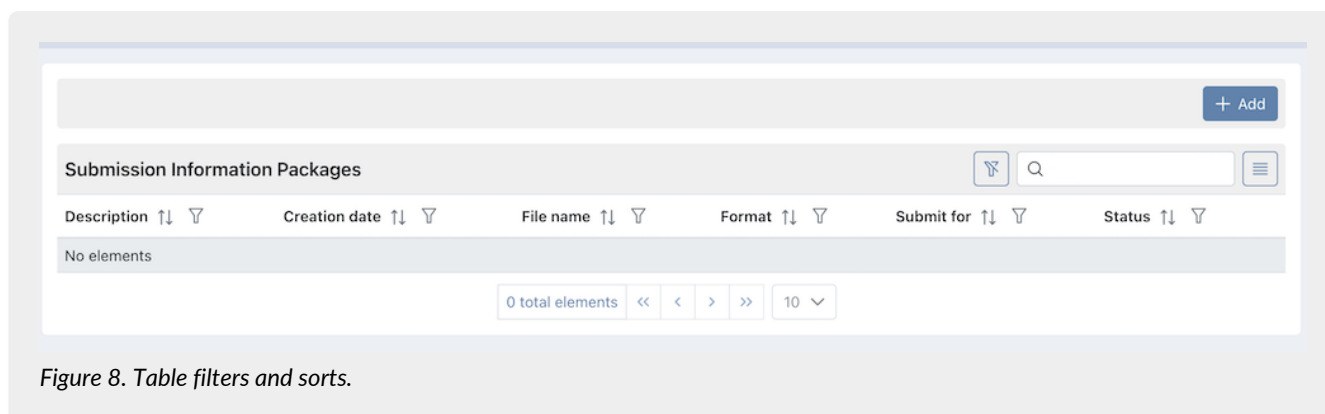 + Add
Submission Information Packages
Description Creation date File name Format Submit for Status
No elements
0 total elements << < > >> 10
Figure 8. Table filters and sorts.